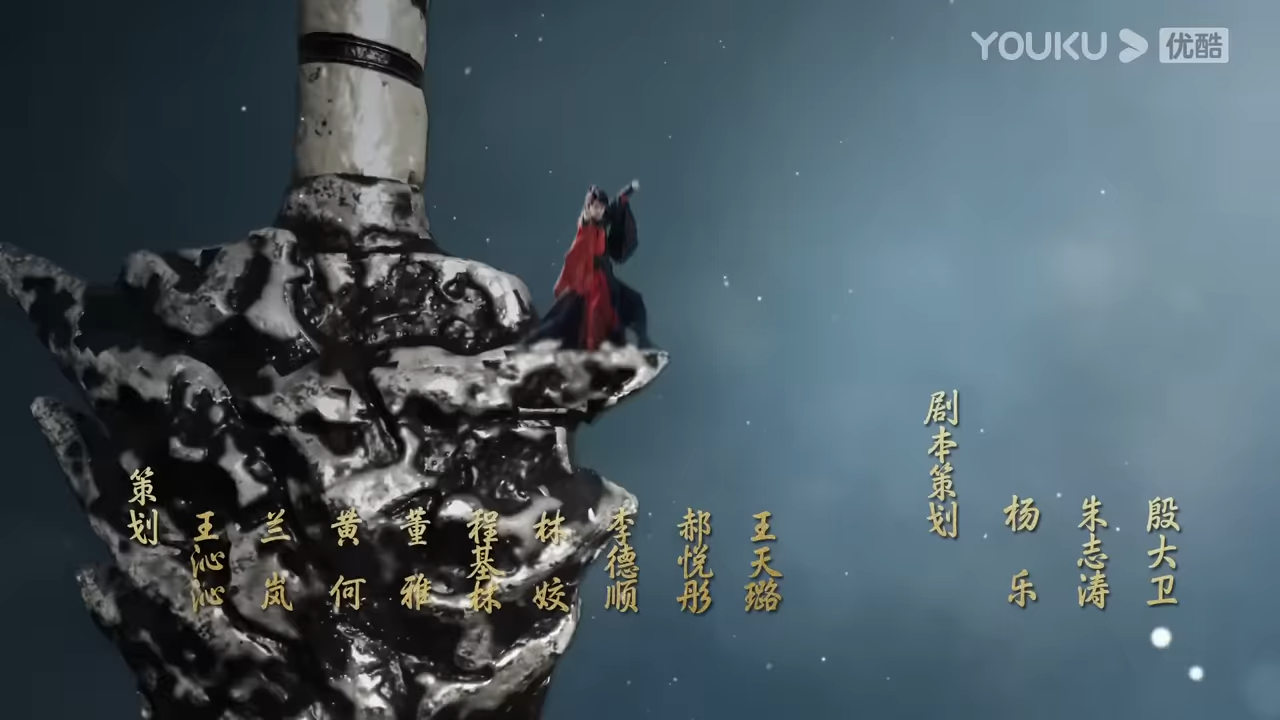 YOUKU 优酷
策划
王沁沁
兰岚
黄何
董雅
程基林
林姣
李德顺
郝悦彤
王天璐
剧本策划
杨乐
朱志涛
殷大卫